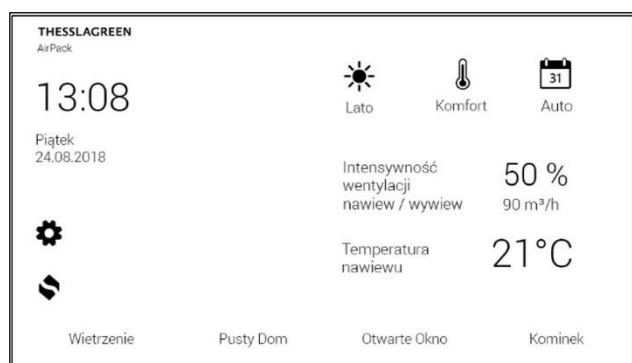 THESSLAGREEN
AirPack
13:08
Piątek
24.08.2018
31
Lato
Komfort
Auto
Intensywność
wentylacji
nawiew / wywiew
50 %
90 m³/h
Temperatura
nawiewu
21°C
Wietrzenie
Pusty Dom
Otwarte Okno
Kominek